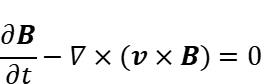 ∂𝑩/∂t − ∇ × (𝒗 × 𝑩) = 0